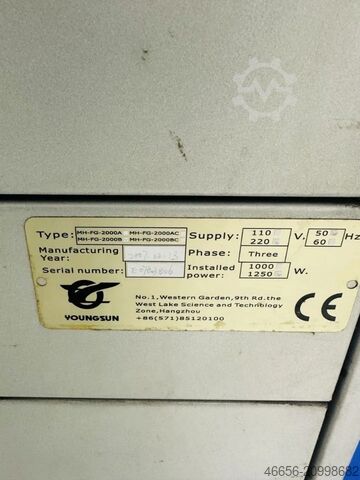 Type: MH-FG-2000A MH-FG-2000AC Supply: 110 V. 50 Hz
MH-FG-2000B MH-FG-2000BC 220 60
Manufacturing Year: Phase: Three
Serial number: Installed power: 1000 W.
1250
YOUNGSUN
No.1,Western Garden,9th Rd.the
West Lake Science and Technology
Zone,Hangzhou
+86(571)85120100
CE
46656-20998682